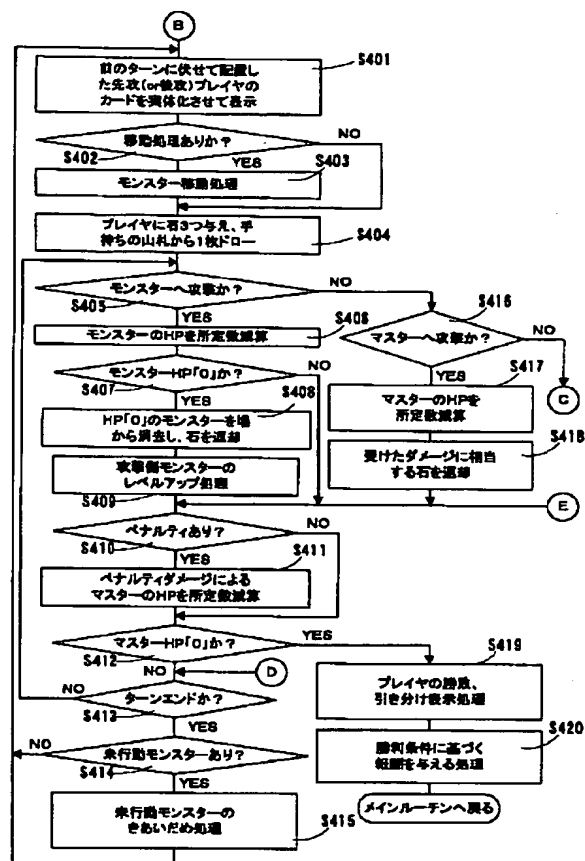 B
S401
前のターンに伏せて配置し
た先攻(or後攻)プレイヤの
カードを実体化させて表示
移動処理ありか?
NO
S402
YES
S403
モンスター移動処理
プレイヤに石3つ与え、手
持ちの山札から1枚ドロー
S404
モンスターへ攻撃か?
NO
S405
YES
S406
モンスターのHPを所定数減算
S416
マスターへ攻撃か?
NO
YES
S417
C
モンスターHP「0」か?
NO
S407
YES
S408
HP「0」のモンスターを場
から消去し、石を返却
マスターのHPを
所定数減算
攻撃側モンスターの
レベルアップ処理
S409
受けたダメージに相当
する石を返却
S418
E
ペナルティあり?
NO
S410
YES
S411
ペナルティダメージによる
マスターのHPを所定数減算
マスターHP「0」か?
YES
S412
NO
D
S419
プレイヤの勝敗、
引き分け表示処理
NO
ターンエンドか?
S413
YES
S420
勝利条件に基づく
報酬を与える処理
NO
未行動モンスターあり?
S414
YES
メインルーチンへ戻る
未行動モンスターの
きあいだめ処理
S415